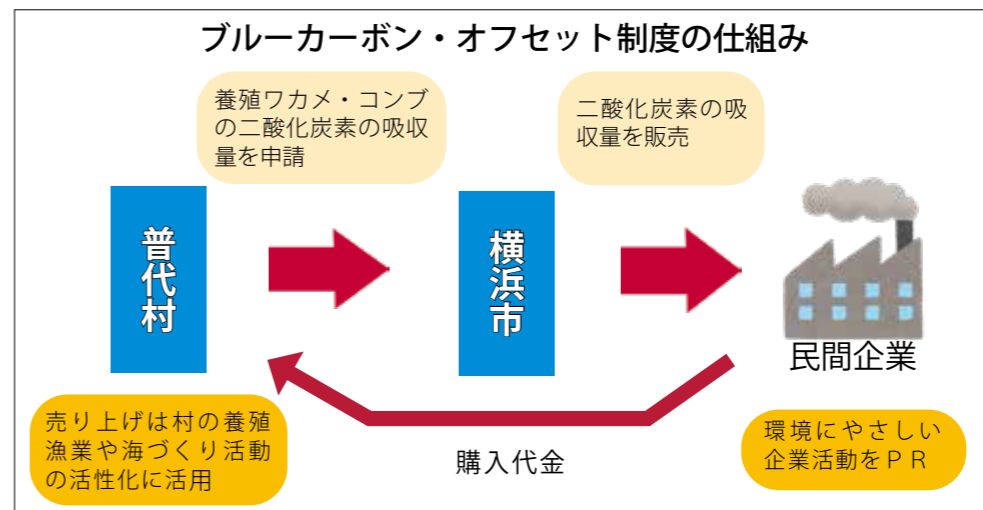 ブルーカーボン・オフセット制度の仕組み
養殖ワカメ・コンブ
の二酸化炭素の吸収
量を申請
二酸化炭素の吸
収量を販売
普代村
横浜市
民間企業
売り上げは村の養殖
漁業や海づくり活動
の活性化に活用
購入代金
環境にやさしい
企業活動をＰＲ